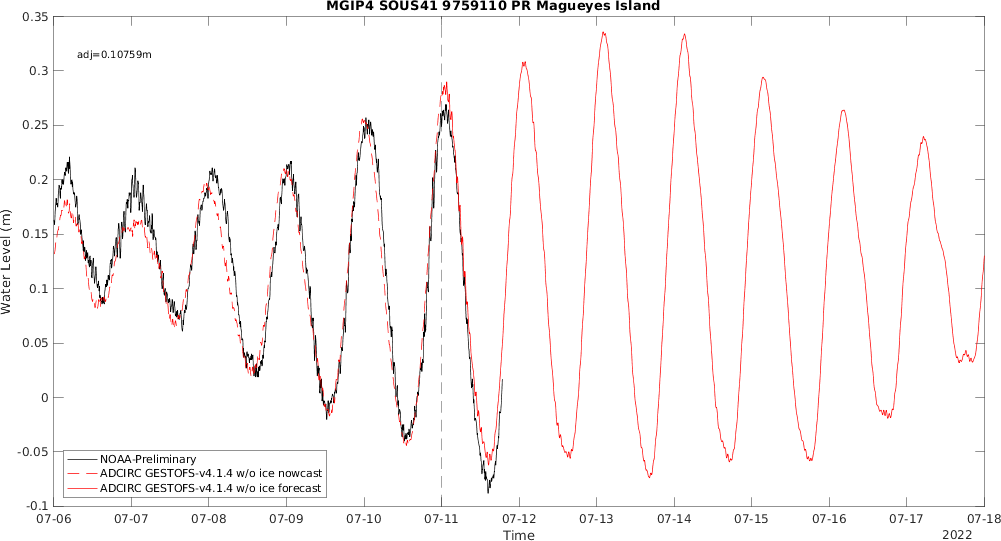 MGIP4 SOUS41 9759110 PR Magueyes Island
adj=0.10759m
0.35
0.3
0.25
0.2
0.15
0.1
0.05
0
-0.05
-0.1
Water Level (m)
NOAA-Preliminary
ADCIRC GESTOFS-v4.1.4 w/o ice nowcast
ADCIRC GESTOFS-v4.1.4 w/o ice forecast
07-06 07-07 07-08 07-09 07-10 07-11 07-12 07-13 07-14 07-15 07-16 07-17 07-18
Time
2022